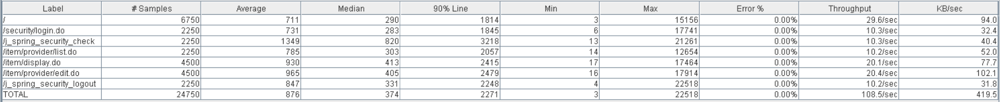 Label # Samples Average Median 90% Line Min Max Error % Throughput KB/sec
/ 6750 711 290 1814 3 15156 0.00% 29.6/sec 94.0
/security/login.do 2250 731 283 1845 6 17741 0.00% 10.3/sec 32.4
/j_spring_security_check 2250 1349 820 3218 13 21261 0.00% 10.3/sec 40.4
/item/provider/list.do 2250 785 303 2057 14 12654 0.00% 10.2/sec 52.0
/item/display.do 4500 930 413 2415 17 17464 0.00% 20.1/sec 77.7
/item/provider/edit.do 4500 965 405 2479 16 17914 0.00% 20.4/sec 102.1
/j_spring_security_logout 2250 847 331 2248 4 22518 0.00% 10.2/sec 31.8
TOTAL 24750 876 374 2271 3 22518 0.00% 108.5/sec 419.5